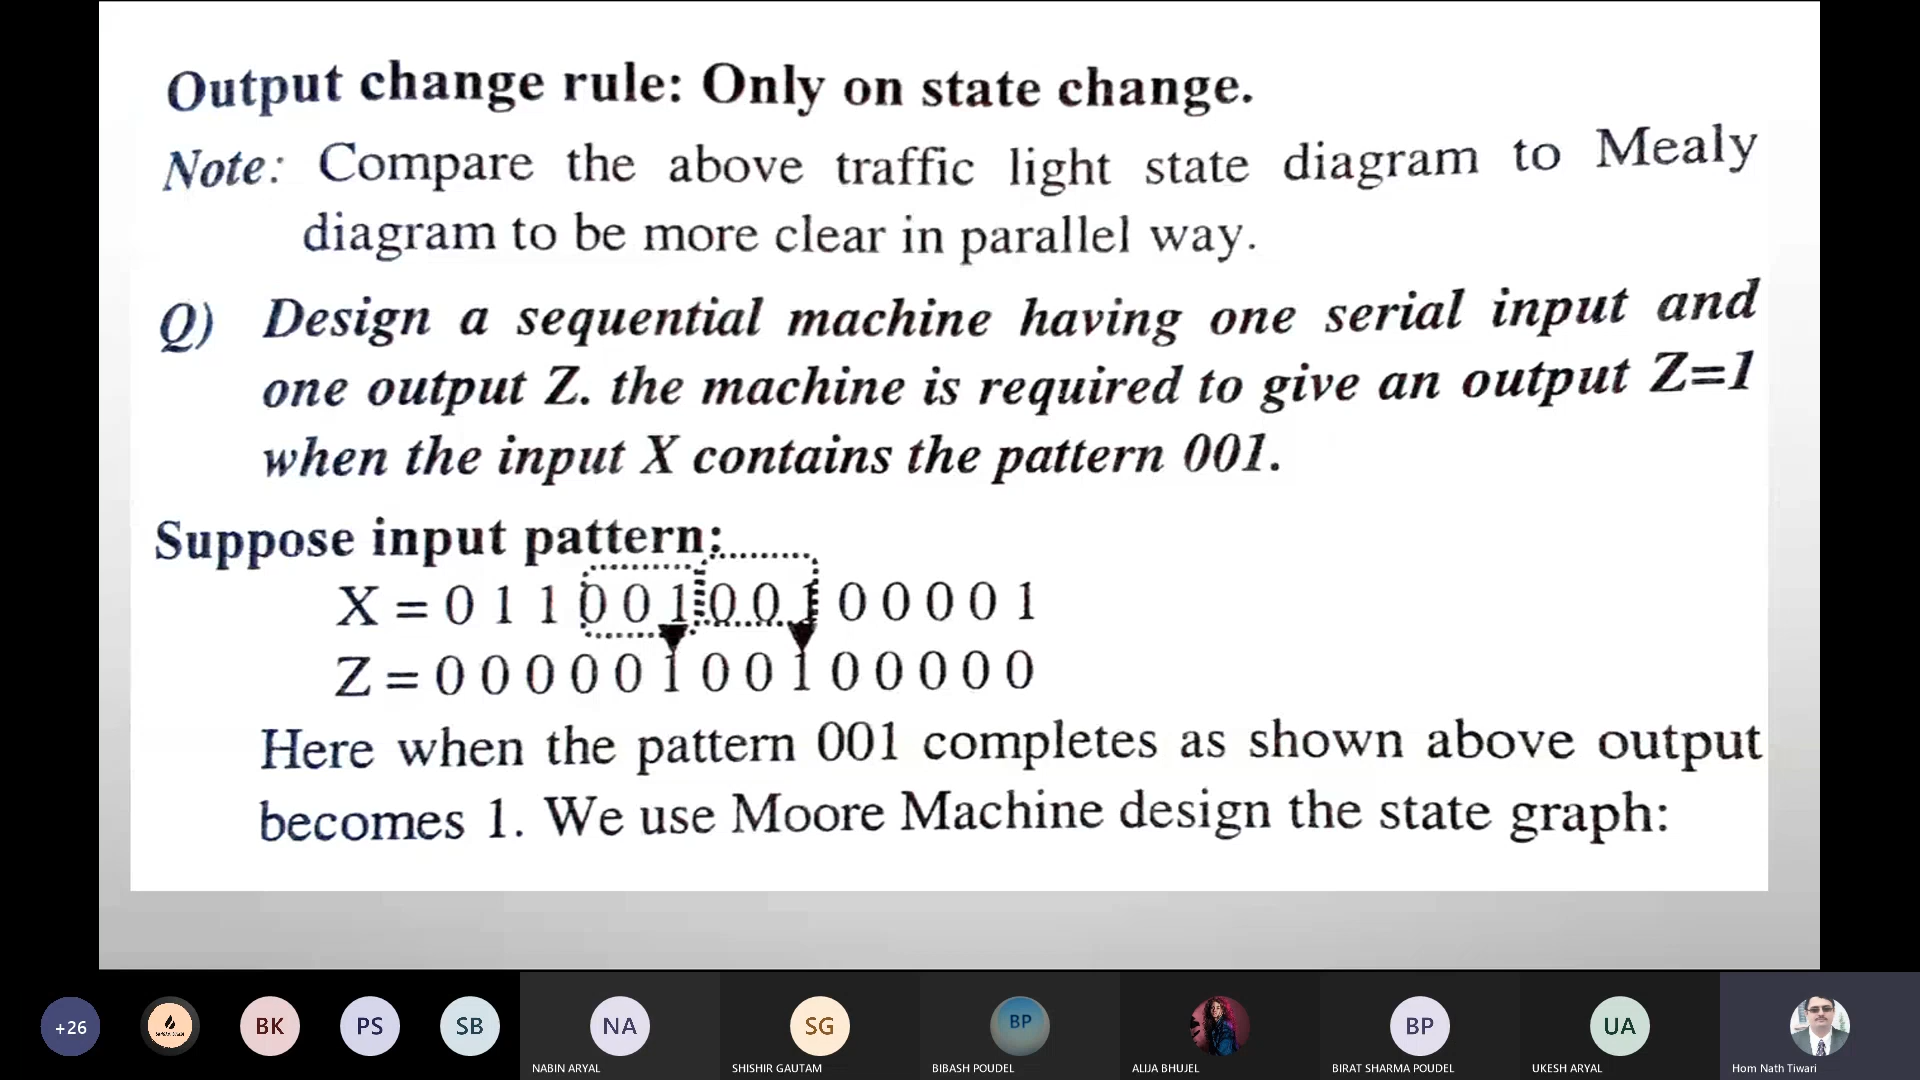 Output change rule: Only on state change.
Note: Compare the above traffic light state diagram to Mealy
diagram to be more clear in parallel way.
Q) Design a sequential machine having one serial input and
one output Z. the machine is required to give an output Z=1
when the input X contains the pattern 001.
Suppose input pattern:
X = 0 1 1 0 0 1 0 0 1 0 0 0 0 1
Z = 0 0 0 0 0 1 0 0 1 0 0 0 0 0
Here when the pattern 001 completes as shown above output
becomes 1. We use Moore Machine design the state graph:
+26 BK PS SB NA SG BP BP UA
NABIN ARYAL SHISHIR GAUTAM BIBASH POUDEL ALIJA BHUJEL BIRAT SHARMA POUDEL UKESH ARYAL Hom Nath Tiwari